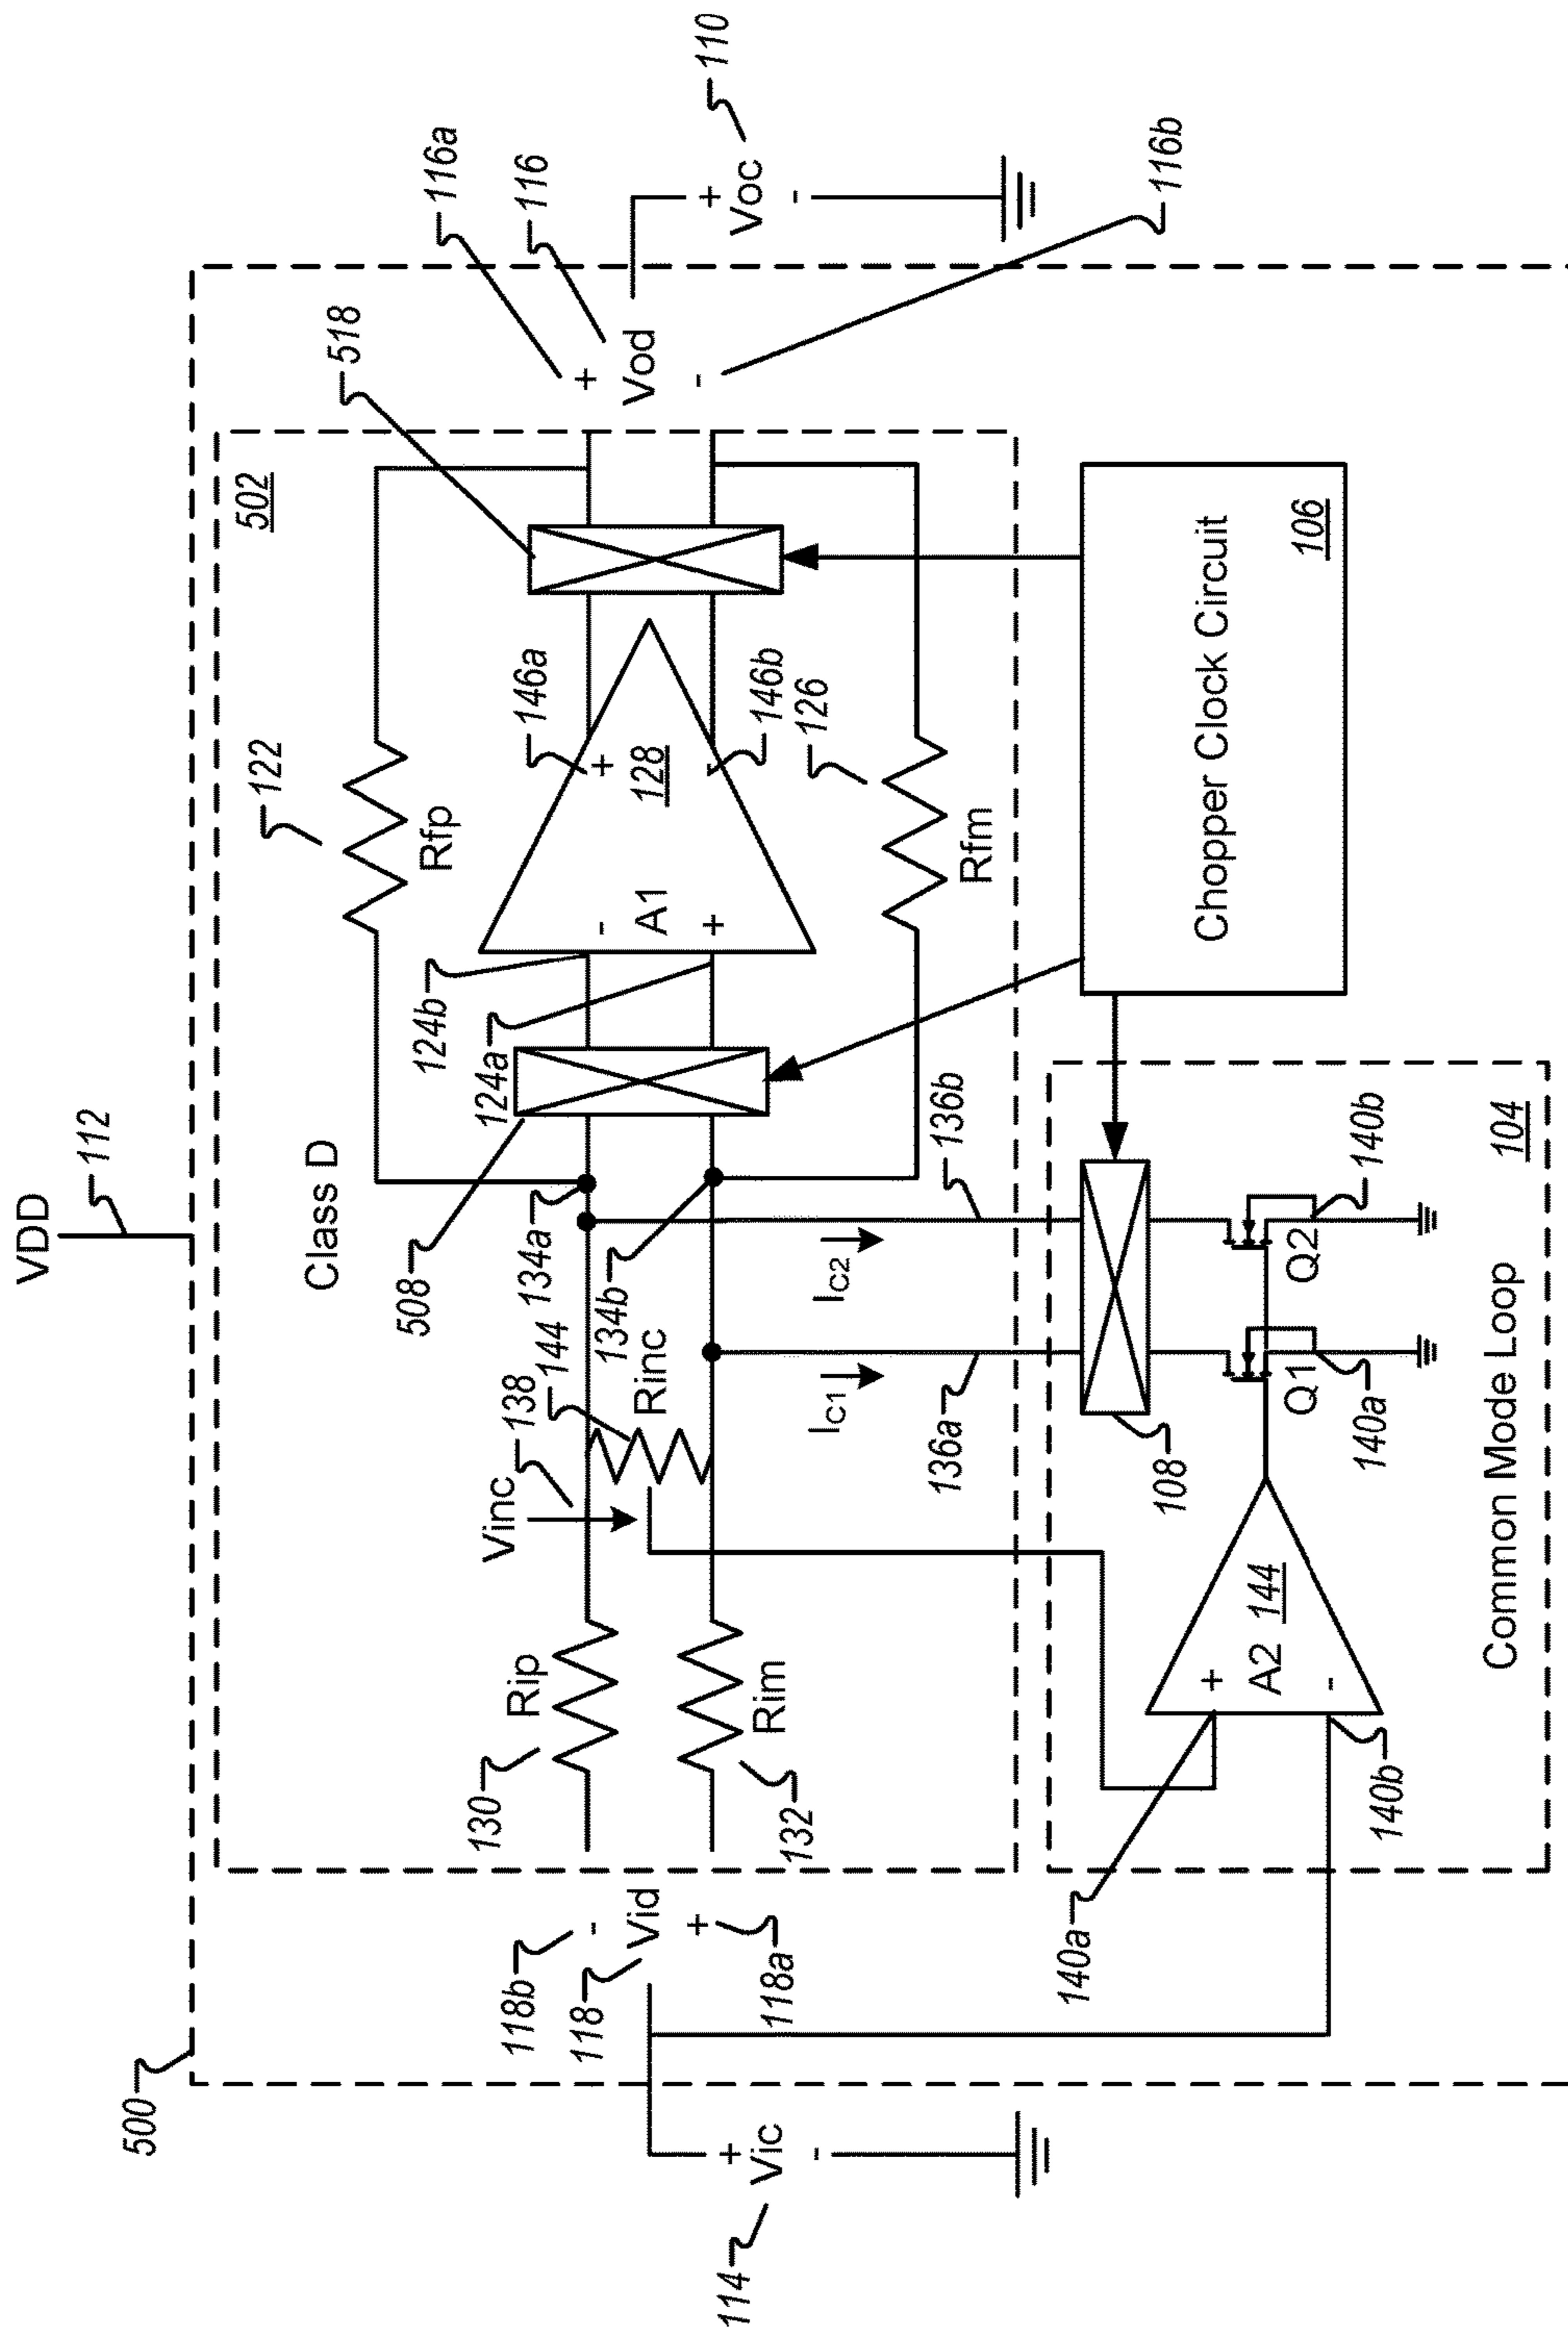 500
VDD
112
114
+
Vic
-
118b
118
118a
-
Vid
+
Class D
502
130
Rip
132
Rim
Vinc
138
144
Rinc
134a
134b
508
124b
124a
122
Rfp
-
A1
+
128
+
-
146a
146b
126
Rfm
518
116a
116
116b
+
Vod
-
110
+
Voc
-
IC1
136a
IC2
136b
108
Chopper Clock Circuit
106
104
140a
140b
+
A2
-
144
Q1
140a
Q2
140b
Common Mode Loop